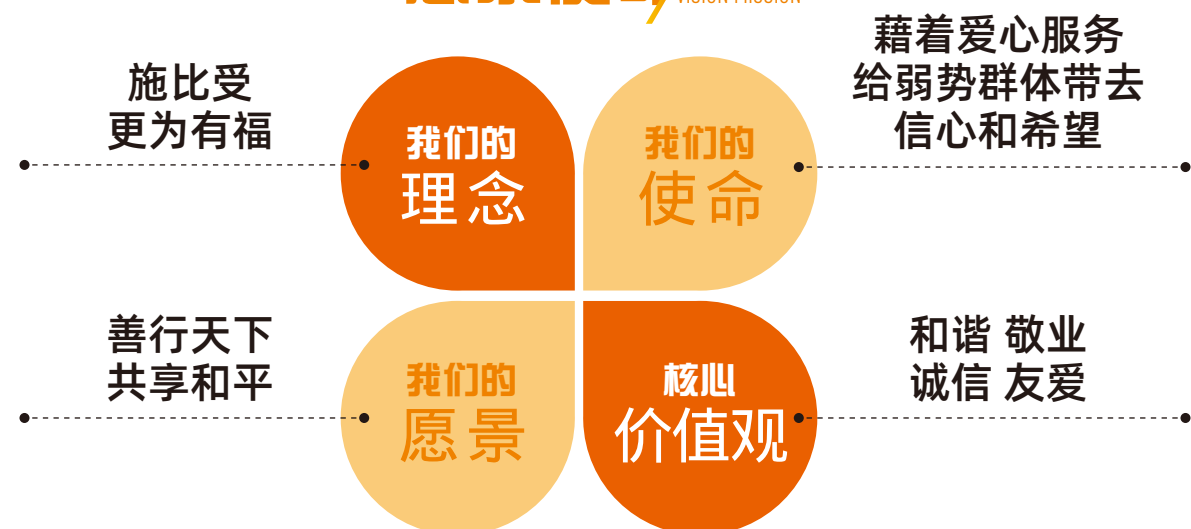 VISION PASSION
施比受
更为有福
我们的
理念
我们的
使命
藉着爱心服务
给弱势群体带去
信心和希望
善行天下
共享和平
我们的
愿景
核心
价值观
和谐 敬业
诚信 友爱